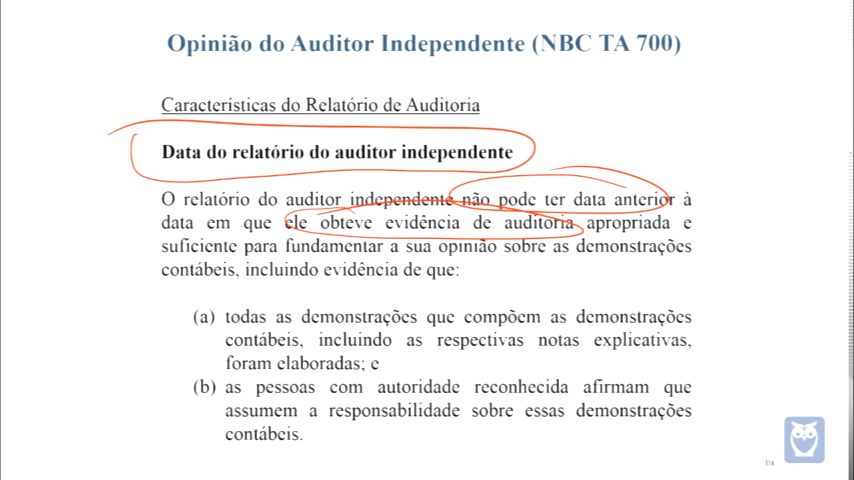 Opinião do Auditor Independente (NBC TA 700)
Características do Relatório de Auditoria
Data do relatório do auditor independente
O relatório do auditor independente não pode ter data anterior à
data em que ele obteve evidência de auditoria apropriada e
suficiente para fundamentar a sua opinião sobre as demonstrações
contábeis, incluindo evidência de que:
(a) todas as demonstrações que compõem as demonstrações
contábeis, incluindo as respectivas notas explicativas,
foram elaboradas; e
(b) as pessoas com autoridade reconhecida afirmam que
assumem a responsabilidade sobre essas demonstrações
contábeis.